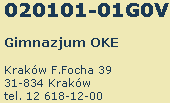 020101-01G0V
Gimnazjum OKE
Kraków F.Focha 39
31-834 Kraków
tel. 12 618-12-00